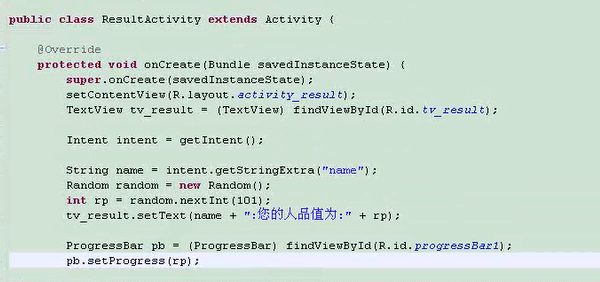 public class ResultActivity extends Activity {
@Override
protected void onCreate(Bundle savedInstanceState) {
super.onCreate(savedInstanceState);
setContentView(R.layout.activity_result);
TextView tv_result = (TextView) findViewById(R.id.tv_result);
Intent intent = getIntent();
String name = intent.getStringExtra("name");
Random random = new Random();
int rp = random.nextInt(101);
tv_result.setText(name + ":您的人品值为:" + rp);
ProgressBar pb = (ProgressBar) findViewById(R.id.progressBar1);
pb.setProgress(rp);